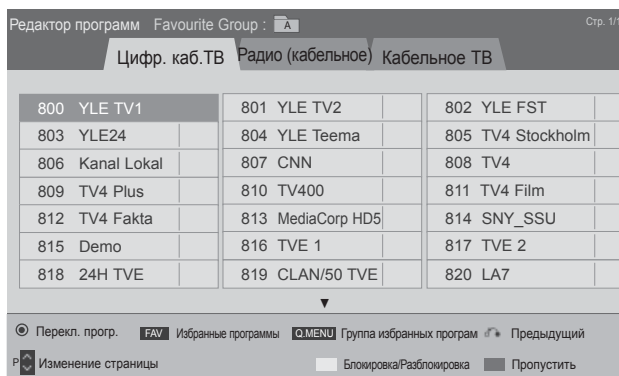 Редактор программ Favourite Group : A Стр. 1/1
Цифр. каб.ТВ Радио (кабельное) Кабельное ТВ
800 YLE TV1 801 YLE TV2 802 YLE FST
803 YLE24 804 YLE Teema 805 TV4 Stockholm
806 Kanal Lokal 807 CNN 808 TV4
809 TV4 Plus 810 TV400 811 TV4 Film
812 TV4 Fakta 813 MediaCorp HD5 814 SNY_SSU
815 Demo 816 TVE 1 817 TVE 2
818 24H TVE 819 CLAN/50 TVE 820 LA7
Перекл. прогр. FAV Избранные программы Q.MENU Группа избранных програм Предыдущий
P Изменение страницы Блокировка/Разблокировка Пропустить